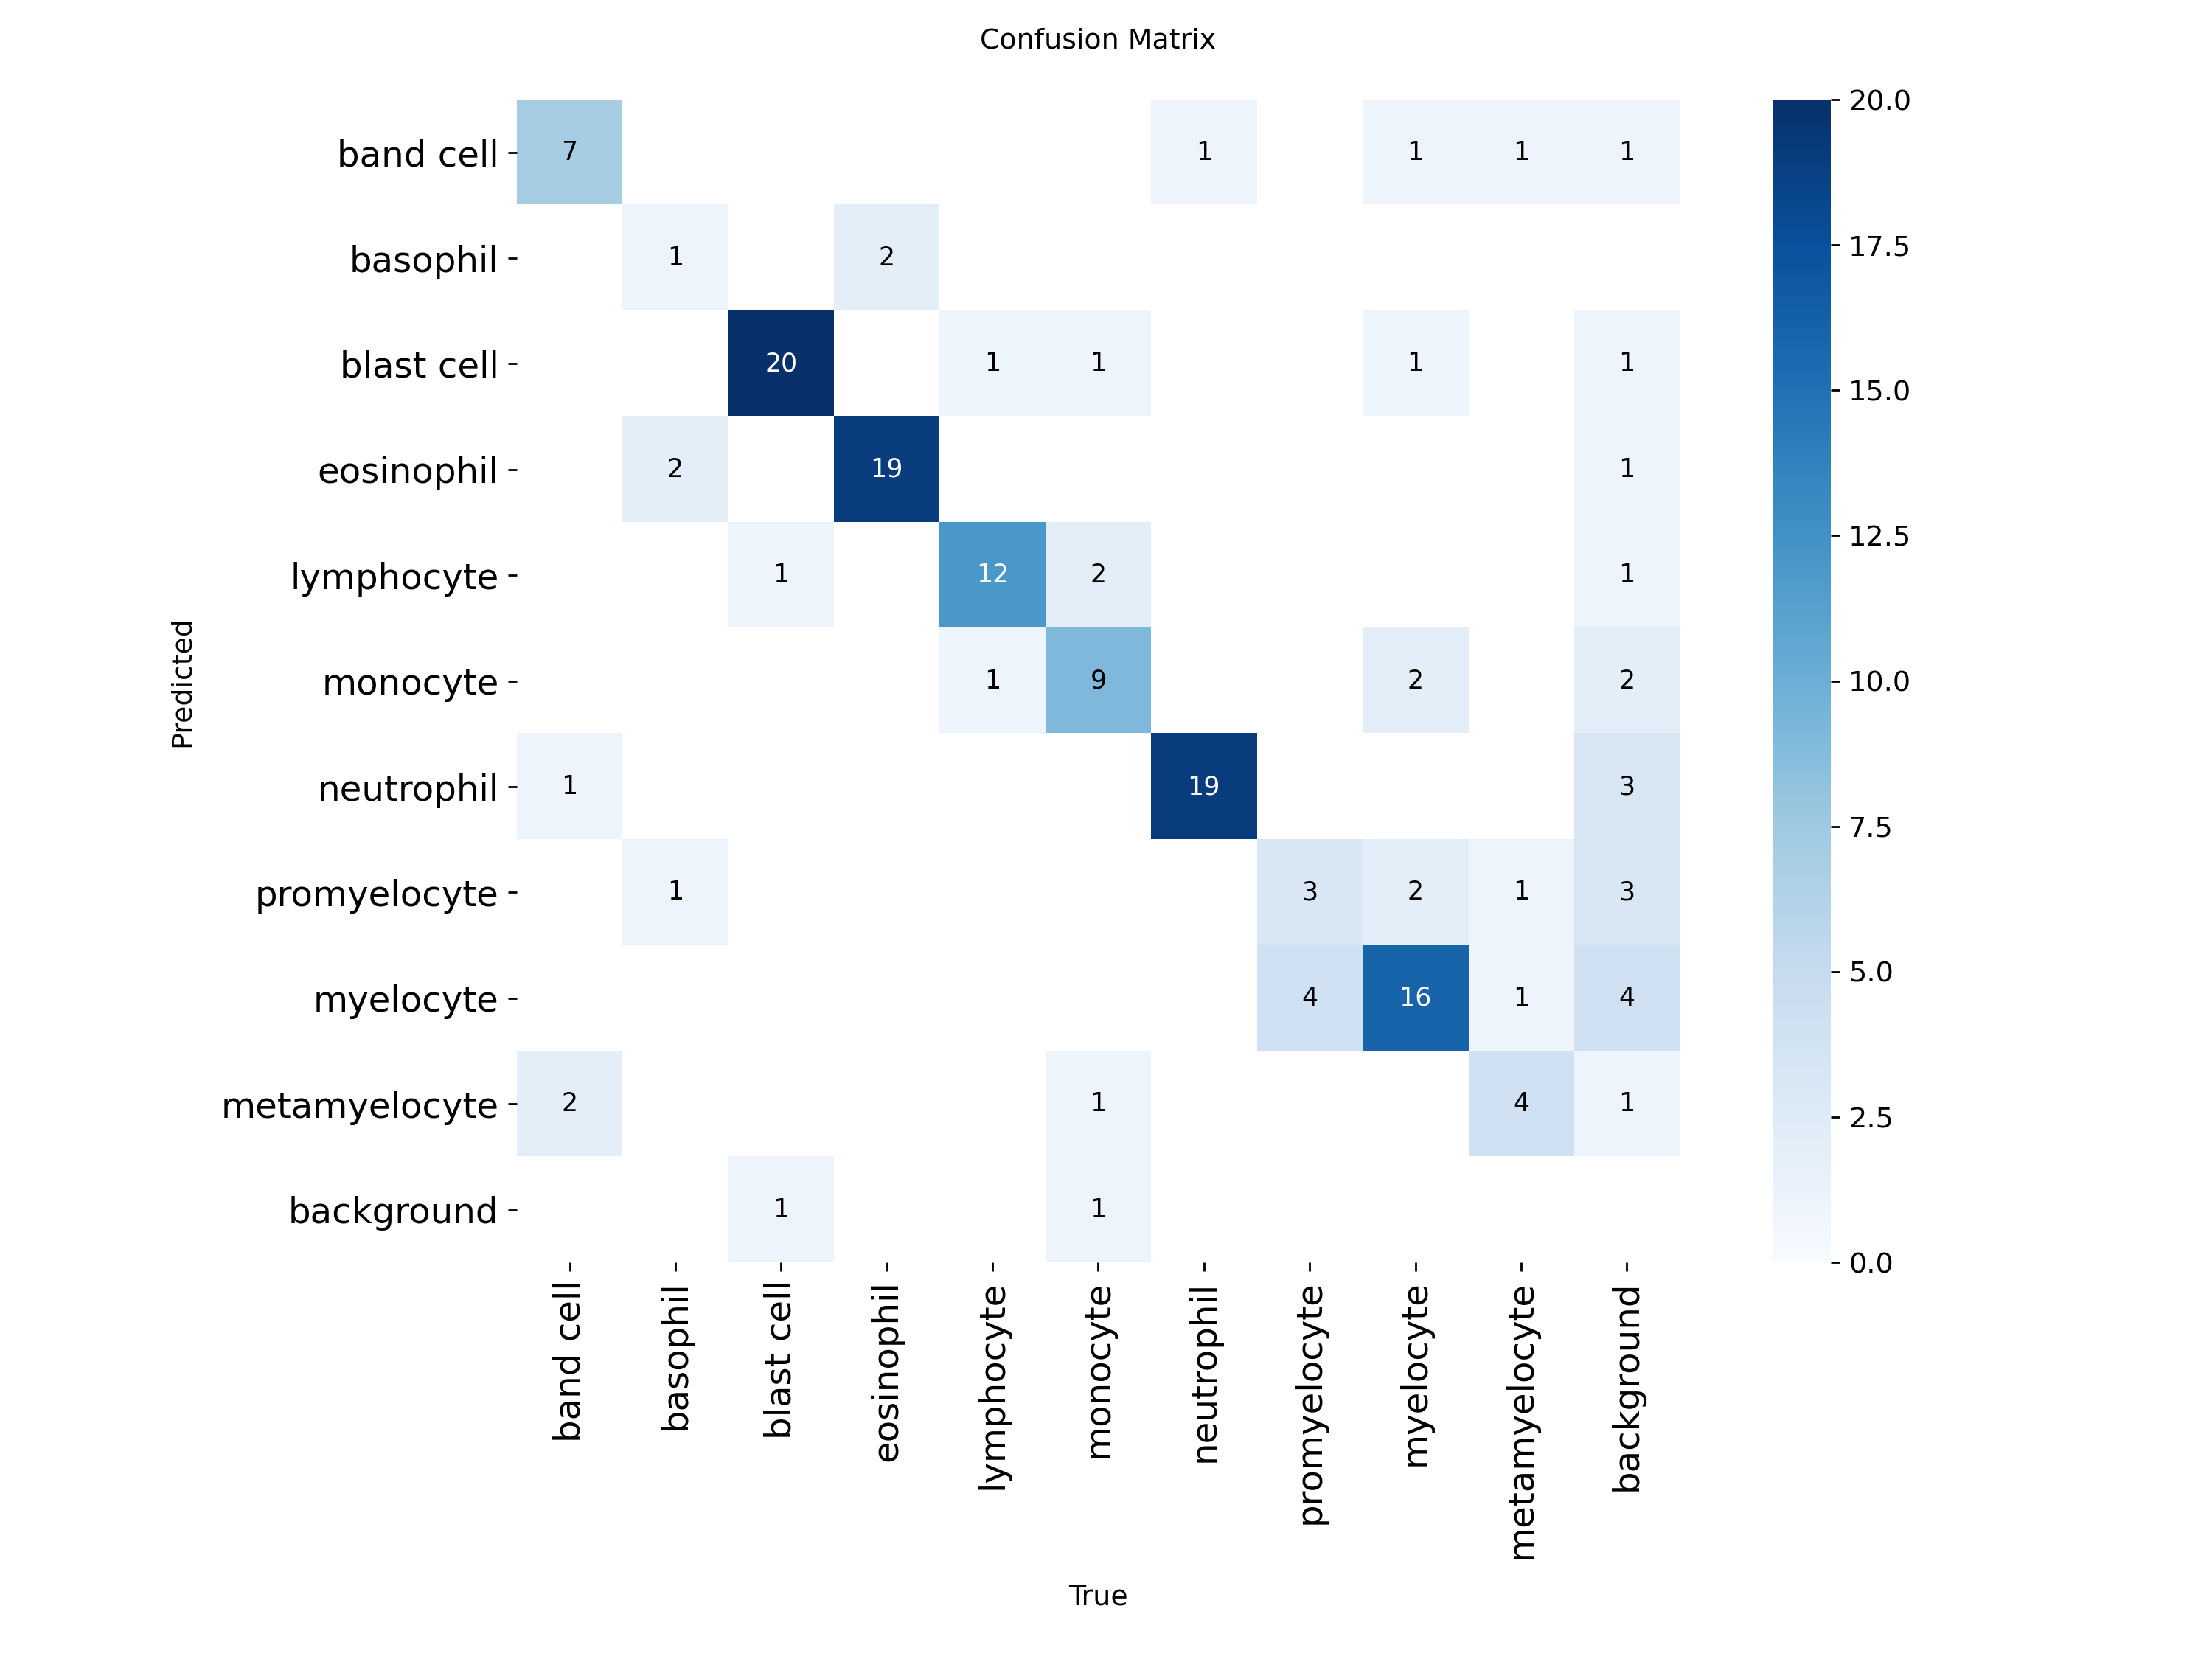 Confusion Matrix
band cell 7 1 1 1 1
basophil 1 2
blast cell 20 1 1 1 1
eosinophil 2 19 1
lymphocyte 1 12 2 1
monocyte 1 9 2 2
neutrophil 1 19 3
promyelocyte 1 3 2 1 3
myelocyte 4 16 1 4
metamyelocyte 2 1 4 1
background 1 1
Predicted
band cell
basophil
blast cell
eosinophil
lymphocyte
monocyte
neutrophil
promyelocyte
myelocyte
metamyelocyte
background
True
20.0
17.5
15.0
12.5
10.0
7.5
5.0
2.5
0.0